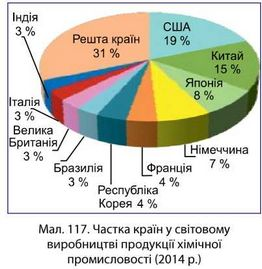 Індія
3 %
Решта країн
31 %
США
19 %
Китай
15 %
Японія
8 %
Німеччина
7 %
Франція
4 %
Республіка
Корея 4 %
Бразилія
3 %
Велика
Британія
3 %
Італія
3 %
Мал. 117. Частка країн у світовому
виробництві продукції хімічної
промисловості (2014 р.)